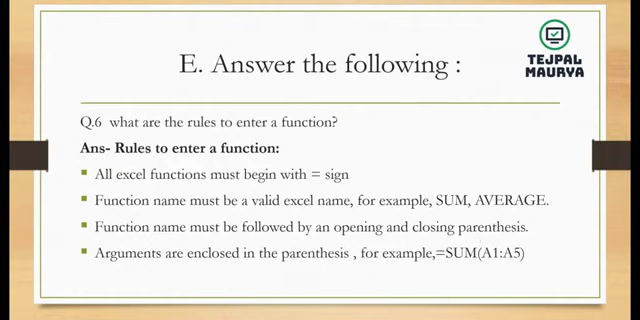 TEJPAL
MAURYA
E. Answer the following :
Q.6 what are the rules to enter a function?
Ans- Rules to enter a function:
▪ All excel functions must begin with = sign
▪ Function name must be a valid excel name, for example, SUM, AVERAGE.
▪ Function name must be followed by an opening and closing parenthesis.
▪ Arguments are enclosed in the parenthesis , for example,=SUM(A1:A5)